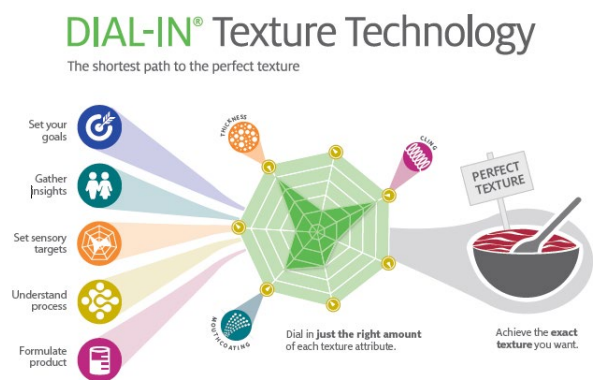 DIAL-IN® Texture Technology
The shortest path to the perfect texture
Set your
goals
Gather
insights
Set sensory
targets
Understand
process
Formulate
product
THICKNESS
CLING
MOUTHCOATING
Dial in just the right amount
of each texture attribute.
PERFECT
TEXTURE
Achieve the exact
texture you want.